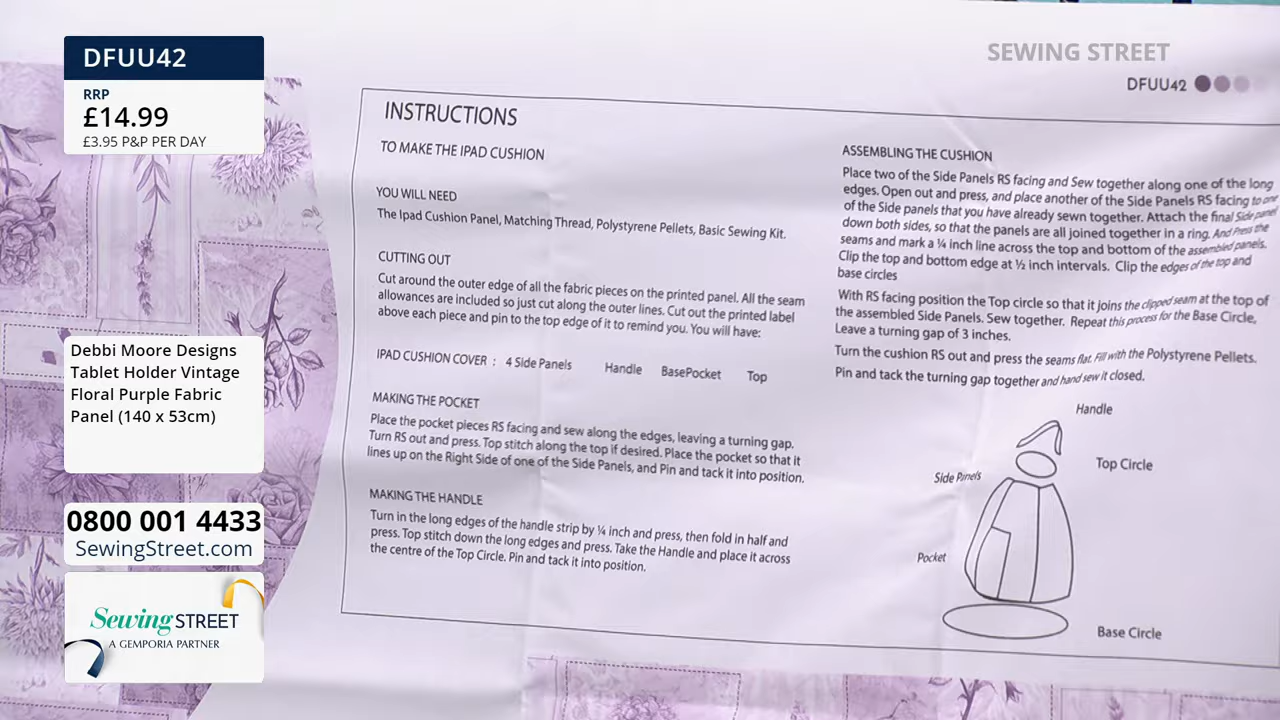 DFUU42
RRP
£14.99
£3.95 P&P PER DAY
Debbi Moore Designs
Tablet Holder Vintage
Floral Purple Fabric
Panel (140 x 53cm)
0800 001 4433
SewingStreet.com
Sewing STREET
A GEMPORIA PARTNER
SEWING STREET
DFUU42
INSTRUCTIONS
TO MAKE THE IPAD CUSHION
YOU WILL NEED
The Ipad Cushion Panel, Matching Thread, Polystyrene Pellets, Basic Sewing Kit.
CUTTING OUT
Cut around the outer edge of all the fabric pieces on the printed panel. All the seam
allowances are included so just cut along the outer lines. Cut out the printed label
above each piece and pin to the top edge of it to remind you. You will have:
IPAD CUSHION COVER : 4 Side Panels Handle BasePocket Top
MAKING THE POCKET
Place the pocket pieces RS facing and sew along the edges, leaving a turning gap.
Turn RS out and press. Top stitch along the top if desired. Place the pocket so that it
lines up on the Right Side of one of the Side Panels, and Pin and tack it into position.
MAKING THE HANDLE
Turn in the long edges of the handle strip by ¼ inch and press, then fold in half and
press. Top stitch down the long edges and press. Take the Handle and place it across
the centre of the Top Circle. Pin and tack it into position.
ASSEMBLING THE CUSHION
Place two of the Side Panels RS facing and Sew together along one of the long
edges. Open out and press, and place another of the Side Panels RS facing to one
of the Side panels that you have already sewn together. Attach the final Side panel
down both sides, so that the panels are all joined together in a ring. And Press the
seams and mark a ¼ inch line across the top and bottom of the assembled panels.
Clip the top and bottom edge at ½ inch intervals. Clip the edges of the top and
base circles
With RS facing position the Top circle so that it joins the clipped seam at the top of
the assembled Side Panels. Sew together. Repeat this process for the Base Circle,
Leave a turning gap of 3 inches.
Turn the cushion RS out and press the seams flat. Fill with the Polystyrene Pellets.
Pin and tack the turning gap together and hand sew it closed.
Handle
Top Circle
Side Panels
Pocket
Base Circle